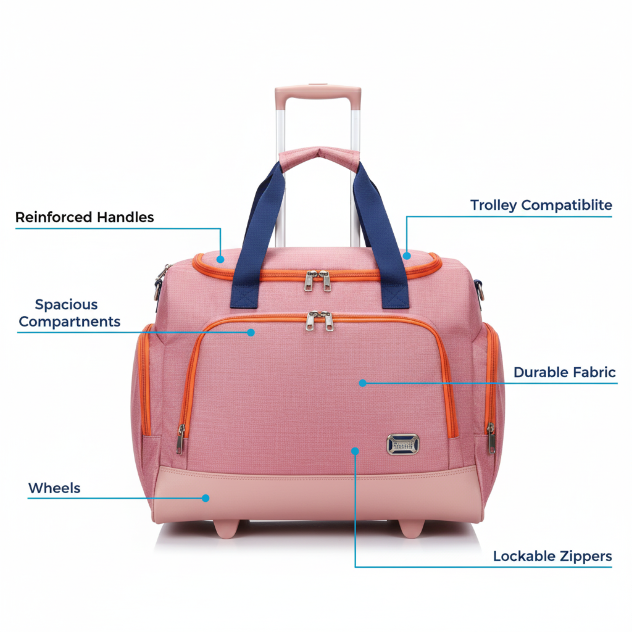 Trolley Compatiblite
Reinforced Handles
Spacious
Compartnents
Durable Fabric
Wheels
Lockable Zippers